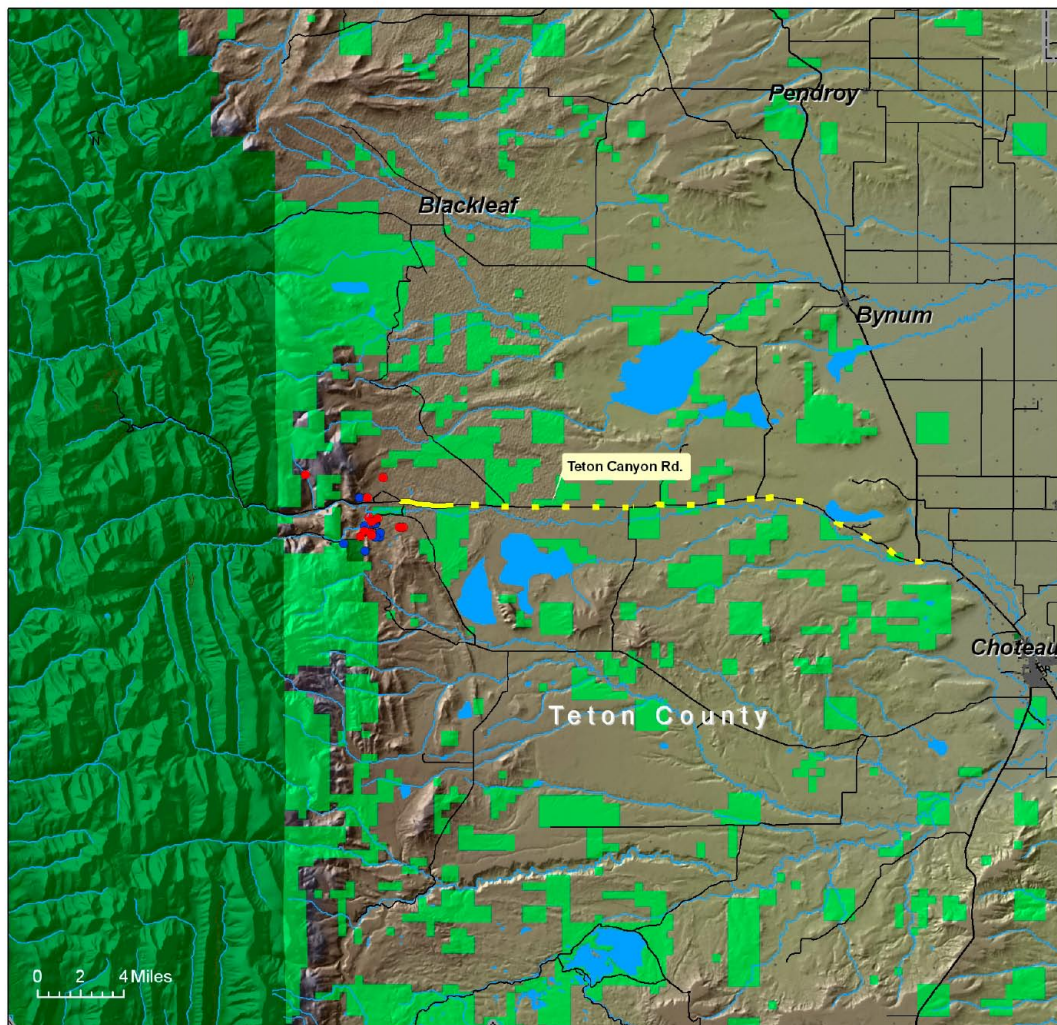 Pendroy
Blackleaf
Bynum
Teton Canyon Rd.
Choteau
Teton County
0 2 4 Miles